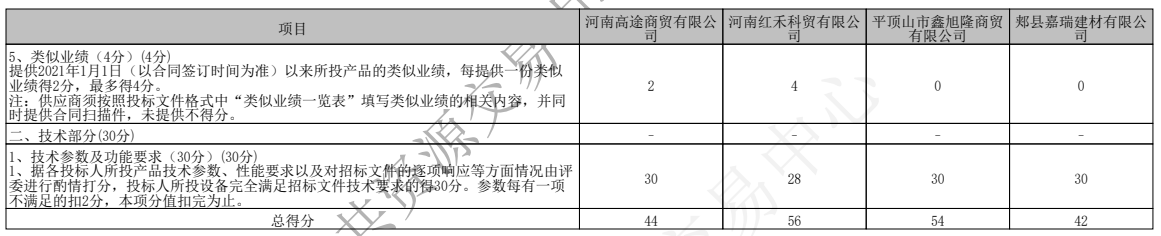 项目 河南高途商贸有限公 河南红禾科贸有限公 平顶山市鑫旭隆商贸 郏县嘉瑞建材有限公
司 司 有限公司 司
5、类似业绩（4分）(4分)
提供2021年1月1日（以合同签订时间为准）以来所投产品的类似业绩，每提供一份类似
业绩得2分，最多得4分。
注：供应商须按照投标文件格式中“类似业绩一览表”填写类似业绩的相关内容，并同
时提供合同扫描件，未提供不得分。
2 4 0 0
二、技术部分(30分) - - - -
1、技术参数及功能要求（30分）(30分)
1、据各投标人所投产品技术参数、性能要求以及对招标文件的逐项响应等方面情况由评
委进行酌情打分，投标人所投设备完全满足招标文件技术要求的得30分。参数每有一项
不满足的扣2分，本项分值扣完为止。
30 28 30 30
总得分 44 56 54 42
共资源交易中
易中心